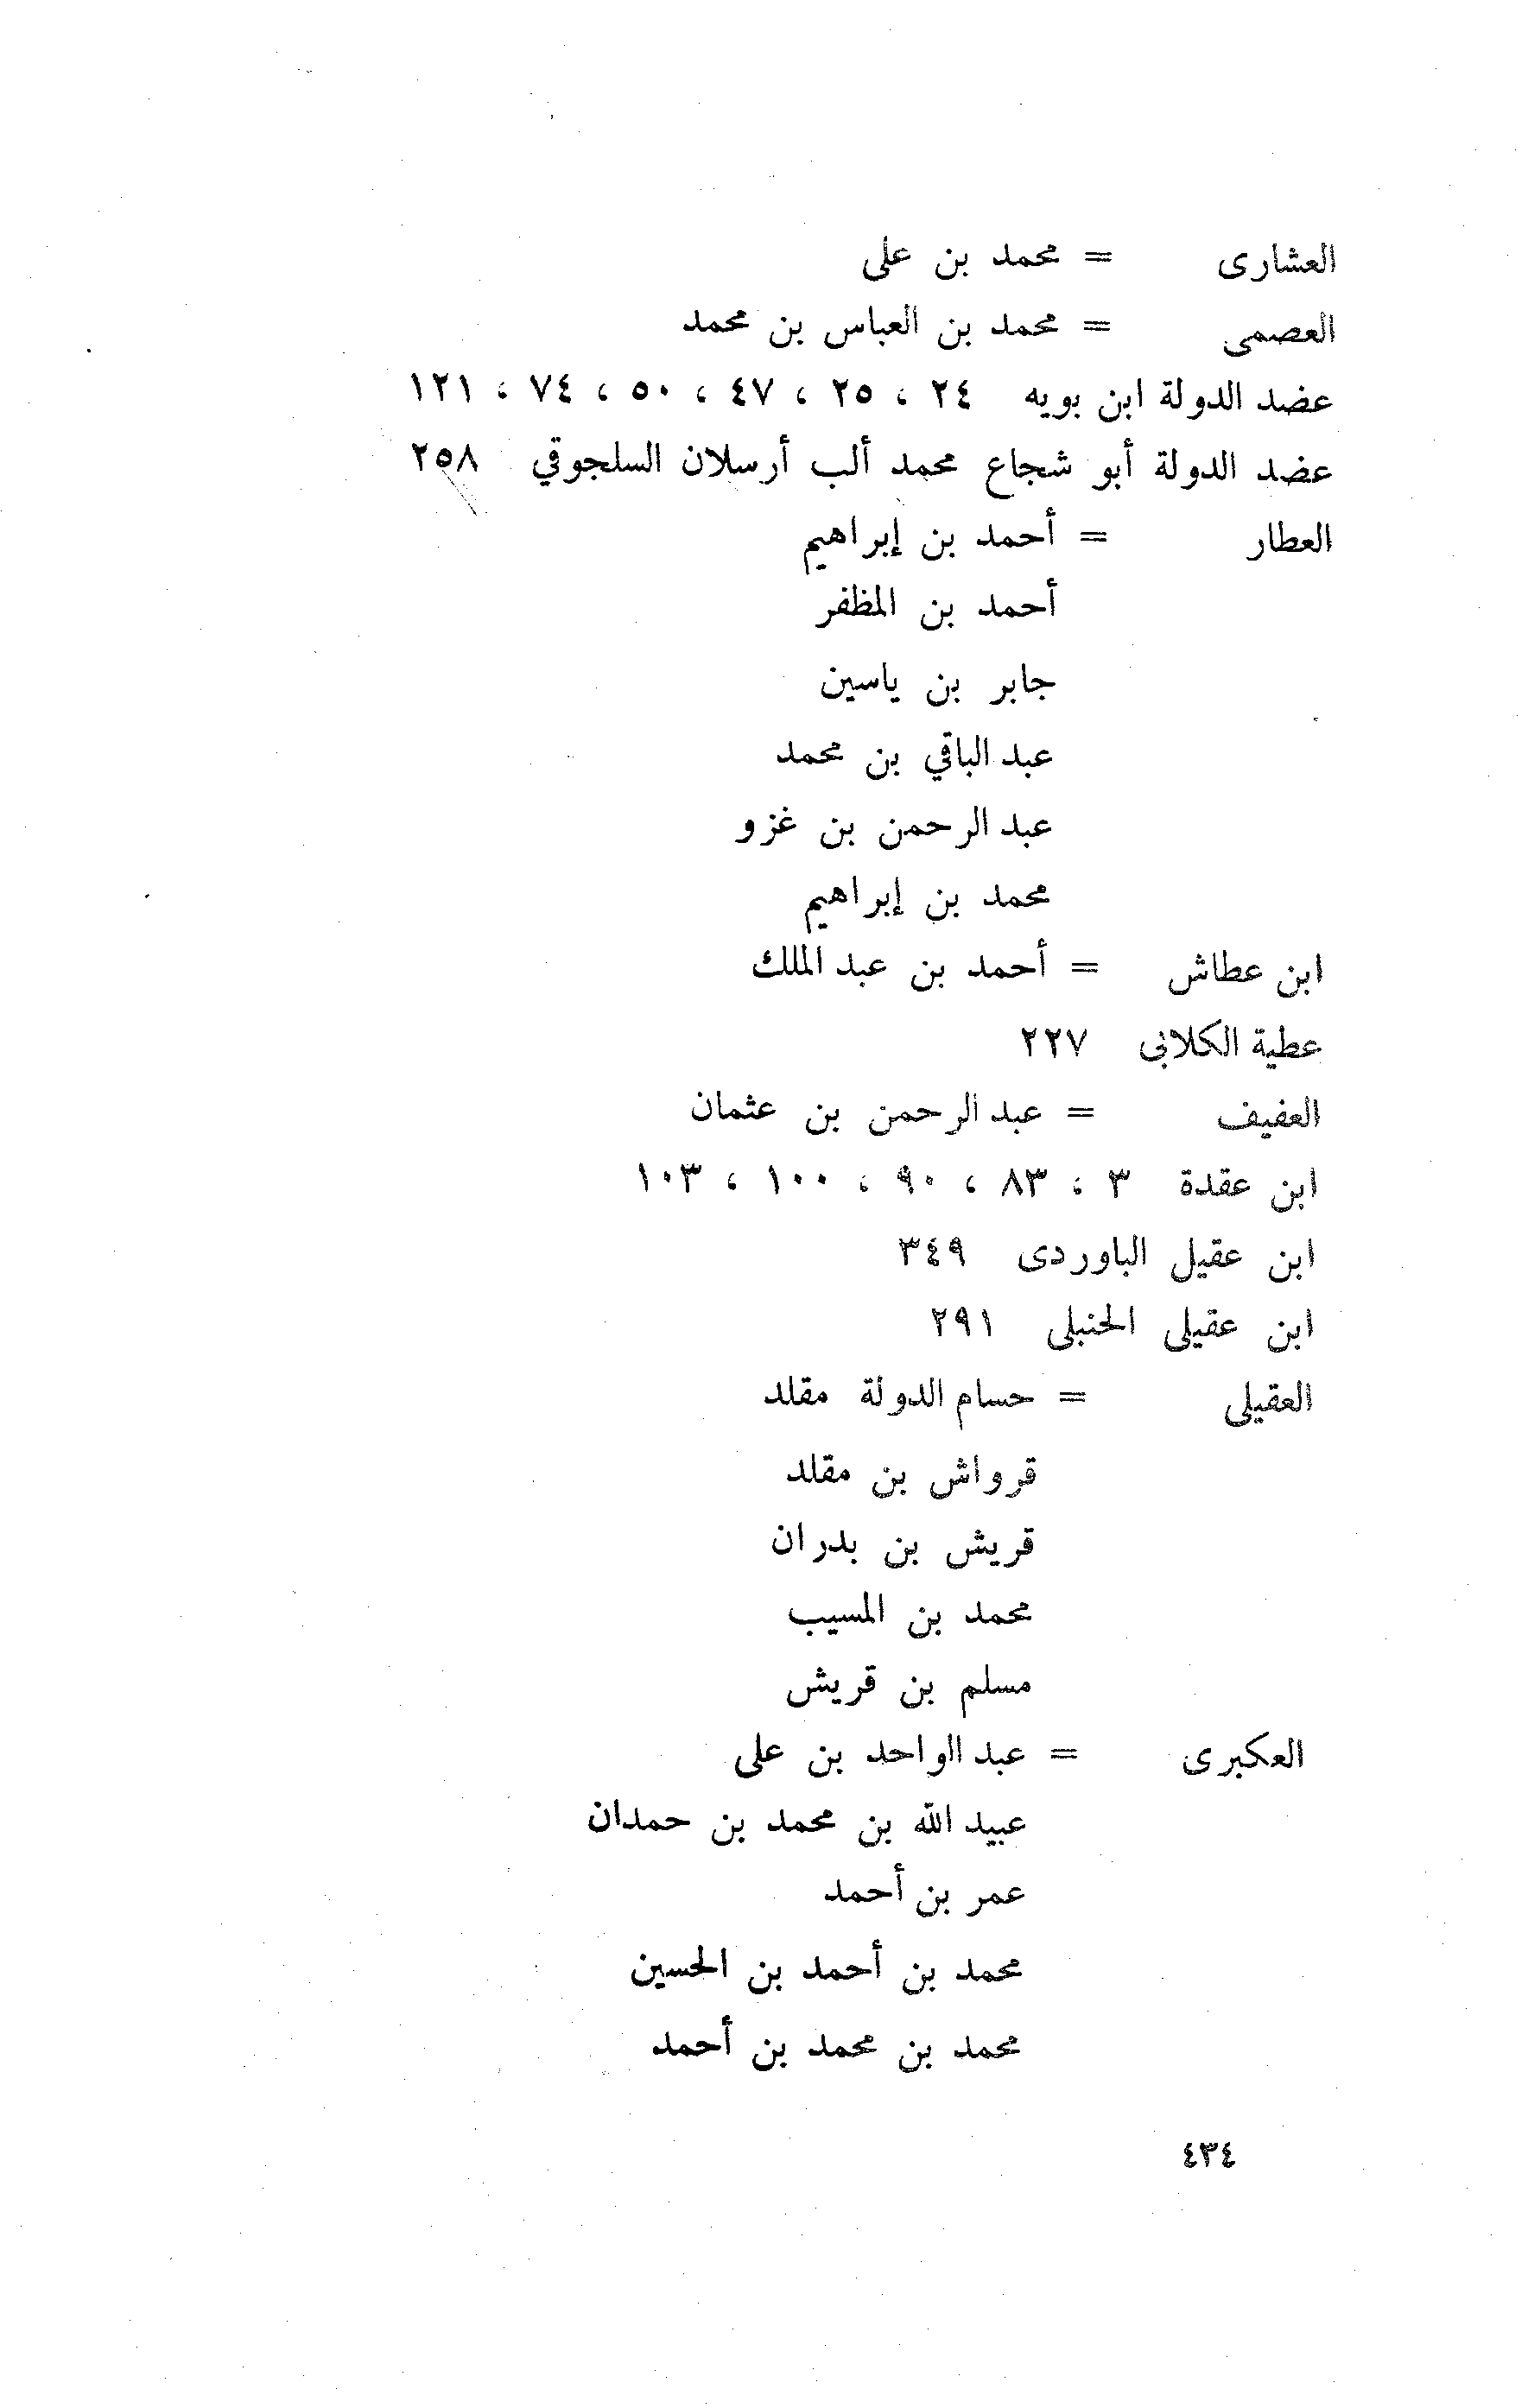 العشارى = محمد بن على
العصمى = محمد بن العباس بن محمد
عضد الدولة ابن بويه ٢٤ ، ٢٥ ، ٤٧ ، ٥٠ ، ٧٤ ، ١٢١
عضد الدولة أبو شجاع محمد ألب أرسلان السلجوقي ٢٥٨
العطار = أحمد بن إبراهيم
أحمد بن المظفر
جابر بن ياسين
عبد الباقي بن محمد
عبد الرحمن بن غزو
محمد بن إبراهيم
ابن عطاش = أحمد بن عبد الملك
عطية الكلابى ٢٢٧
العفيف = عبد الرحمن بن عثمان
ابن عقدة ٣ ، ٨٣ ، ٩٠ ، ١٠٠ ، ١٠٣
ابن عقيل الباوردى ٣٤٩
ابن عقيلى الحنبلى ٢٩١
العقيلى = حسام الدولة مقلد
قرواش بن مقلد
قريش بن بدران
محمد بن المسيب
مسلم بن قريش
العكبرى = عبد الواحد بن على
عبيد الله بن محمد بن حمدان
عمر بن أحمد
محمد بن أحمد بن الحسين
محمد بن محمد بن أحمد
٤٣٤